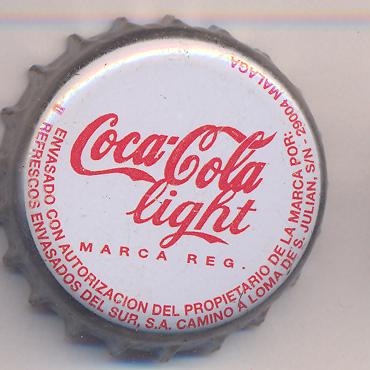 Coca-Cola
light
MARCA REG.
ENVASADO CON AUTORIZACION DEL PROPIETARIO DE LA MARCA POR:
REFRESCOS ENVASADOS DEL SUR, S.A. CAMINO A LOMA DE S. JULIAN, S/N - 29004 MALAGA